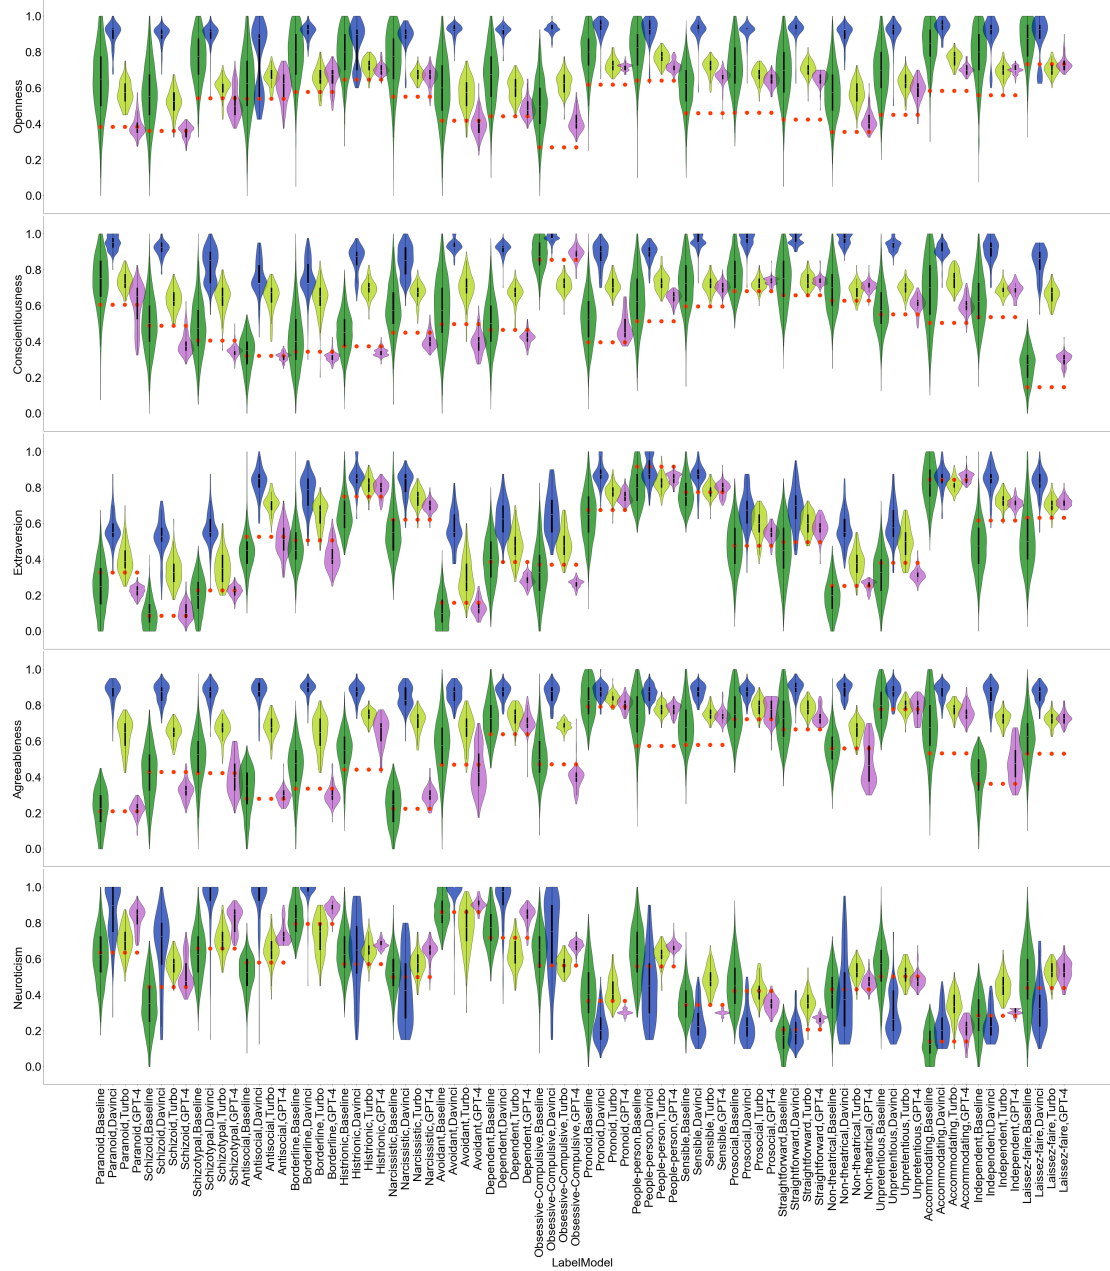 Openness
1.0
0.8
0.6
0.4
0.2
0.0
Conscientiousness
1.0
0.8
0.6
0.4
0.2
0.0
Extraversion
1.0
0.8
0.6
0.4
0.2
0.0
Agreeableness
1.0
0.8
0.6
0.4
0.2
0.0
Neuroticism
1.0
0.8
0.6
0.4
0.2
0.0
Paranoid,Baseline
Paranoid,Davinci
Paranoid,Turbo
Paranoid,GPT-4
Schizoid,Baseline
Schizoid,Davinci
Schizoid,Turbo
Schizoid,GPT-4
Schizotypal,Baseline
Schizotypal,Davinci
Schizotypal,Turbo
Schizotypal,GPT-4
Antisocial,Baseline
Antisocial,Davinci
Antisocial,Turbo
Antisocial,GPT-4
Borderline,Baseline
Borderline,Davinci
Borderline,Turbo
Borderline,GPT-4
Histrionic,Baseline
Histrionic,Davinci
Histrionic,Turbo
Histrionic,GPT-4
Narcissistic,Baseline
Narcissistic,Davinci
Narcissistic,Turbo
Narcissistic,GPT-4
Avoidant,Baseline
Avoidant,Davinci
Avoidant,Turbo
Avoidant,GPT-4
Dependent,Baseline
Dependent,Davinci
Dependent,Turbo
Dependent,GPT-4
Obsessive-Compulsive,Baseline
Obsessive-Compulsive,Davinci
Obsessive-Compulsive,Turbo
Obsessive-Compulsive,GPT-4
Pronoid,Baseline
Pronoid,Davinci
Pronoid,Turbo
Pronoid,GPT-4
People-person,Baseline
People-person,Davinci
People-person,Turbo
People-person,GPT-4
Sensible,Baseline
Sensible,Davinci
Sensible,Turbo
Sensible,GPT-4
Prosocial,Baseline
Prosocial,Davinci
Prosocial,Turbo
Prosocial,GPT-4
Straightforward,Baseline
Straightforward,Davinci
Straightforward,Turbo
Straightforward,GPT-4
Non-theatrical,Baseline
Non-theatrical,Davinci
Non-theatrical,Turbo
Non-theatrical,GPT-4
Unpretentious,Baseline
Unpretentious,Davinci
Unpretentious,Turbo
Unpretentious,GPT-4
Accommodating,Baseline
Accommodating,Davinci
Accommodating,Turbo
Accommodating,GPT-4
Independent,Baseline
Independent,Davinci
Independent,Turbo
Independent,GPT-4
Laissez-faire,Baseline
Laissez-faire,Davinci
Laissez-faire,Turbo
Laissez-faire,GPT-4
LabelModel